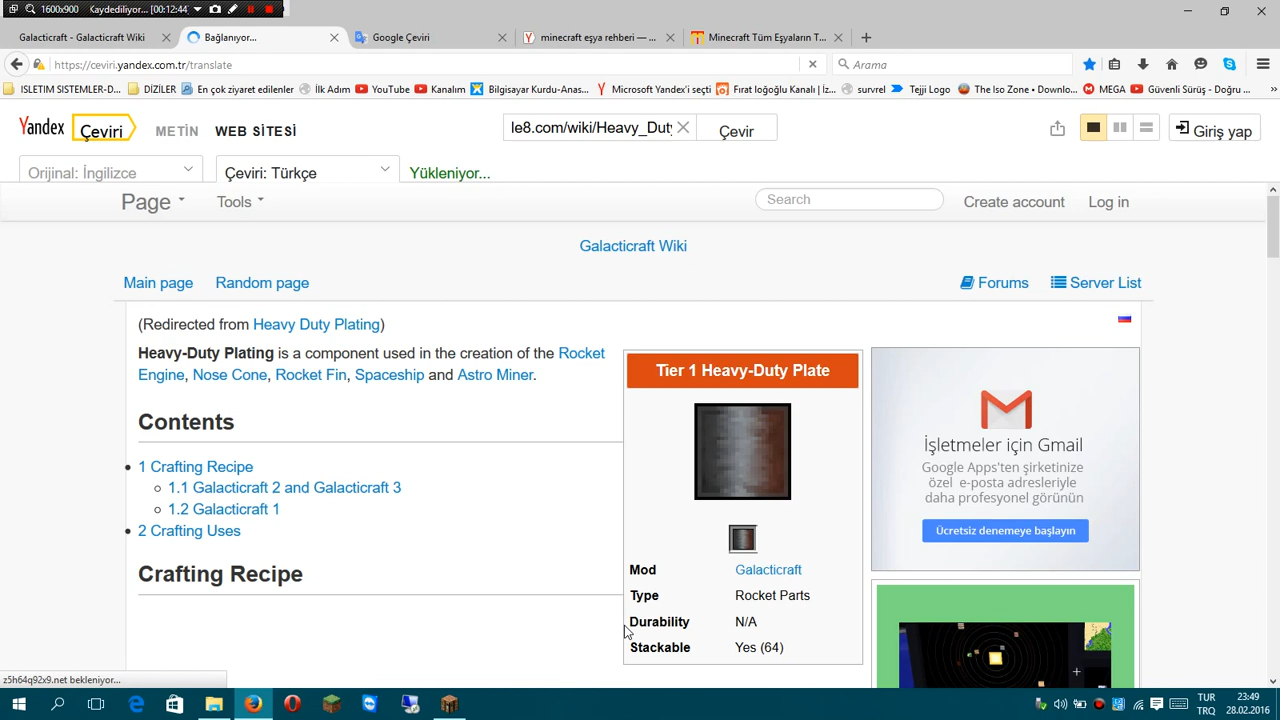 1600x900 Kaydediliyor... [00:12:44]
Galacticraft - Galacticraft Wiki
Bağlanıyor...
Google Çeviri
minecraft eşya rehberi — ...
Minecraft Tüm Eşyaların T...
https://ceviri.yandex.com.tr/translate
Arama
ISLETIM SISTEMLER-D...
DİZİLER
En çok ziyaret edilenler
İlk Adım
YouTube
Kanalım
Bilgisayar Kurdu-Anas...
Microsoft Yandex'i seçti
Fırat loğoğlu Kanalı | İz...
survrel
Tejji Logo
The Iso Zone • Downlo...
MEGA
Güvenli Sürüş - Doğru ...
Yandex Çeviri
METİN
WEB SİTESİ
le8.com/wiki/Heavy_Dut
Çevir
Giriş yap
Orijinal: İngilizce
Çeviri: Türkçe
Yükleniyor...
Page
Tools
Search
Create account
Log in
Galacticraft Wiki
Main page
Random page
Forums
Server List
(Redirected from Heavy Duty Plating)
Heavy-Duty Plating is a component used in the creation of the Rocket
Engine, Nose Cone, Rocket Fin, Spaceship and Astro Miner.
Contents
1 Crafting Recipe
1.1 Galacticraft 2 and Galacticraft 3
1.2 Galacticraft 1
2 Crafting Uses
Crafting Recipe
Tier 1 Heavy-Duty Plate
Mod Galacticraft
Type Rocket Parts
Durability N/A
Stackable Yes (64)
İşletmeler için Gmail
Google Apps'ten şirketinize
özel e-posta adresleriyle
daha profesyonel görünün
Ücretsiz denemeye başlayın
z5h64q92x9.net bekleniyor...
TUR
TRQ
23:49
28.02.2016